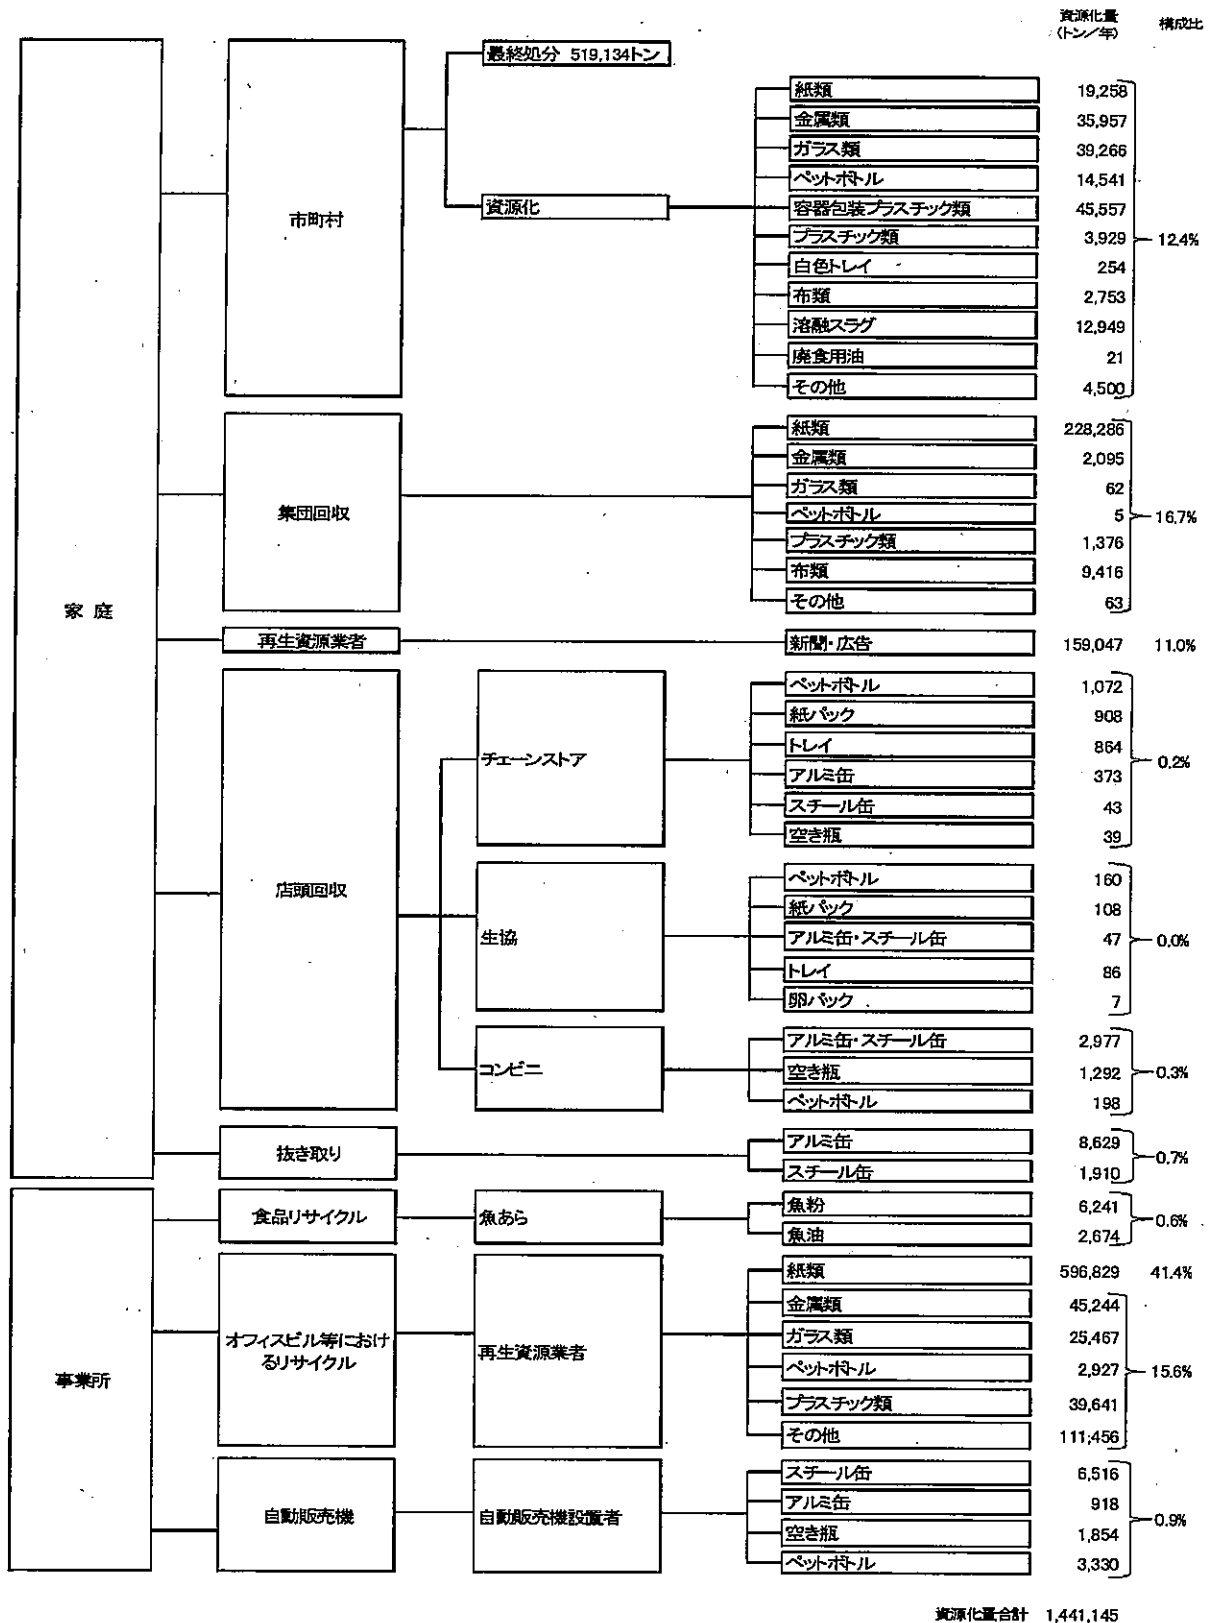 資源化量
(トン/年)
構成比
最終処分 519,134トン
紙類 19,258
金属類 35,957
ガラス類 39,266
ペットボトル 14,541
市町村
資源化
容器包装プラスチック類 45,557
プラスチック類 3,929
12.4%
白色トレイ 254
布類 2,753
溶融スラグ 12,949
廃食用油 21
その他 4,500
紙類 228,286
金属類 2,095
ガラス類 62
集団回収
ペットボトル 5
16.7%
プラスチック類 1,376
布類 9,416
その他 63
家庭
再生資源業者
新聞・広告 159,047 11.0%
ペットボトル 1,072
紙パック 908
トレイ 864
チェーンストア
0.2%
アルミ缶 373
スチール缶 43
空き瓶 39
店頭回収
ペットボトル 160
紙パック 108
生協
アルミ缶・スチール缶 47
0.0%
トレイ 86
卵パック 7
アルミ缶・スチール缶 2,977
コンビニ
空き瓶 1,292
0.3%
ペットボトル 198
抜き取り
アルミ缶 8,629
0.7%
スチール缶 1,910
食品リサイクル
魚あら
魚粉 6,241
0.6%
魚油 2,674
紙類 596,829 41.4%
金属類 45,244
オフィスビル等におけ
るリサイクル
再生資源業者
ガラス類 25,467
事業所
ペットボトル 2,927
15.6%
プラスチック類 39,641
その他 111,456
スチール缶 6,516
自動販売機
自動販売機設置者
アルミ缶 918
0.9%
空き瓶 1,854
ペットボトル 3,330
資源化量合計 1,441,145